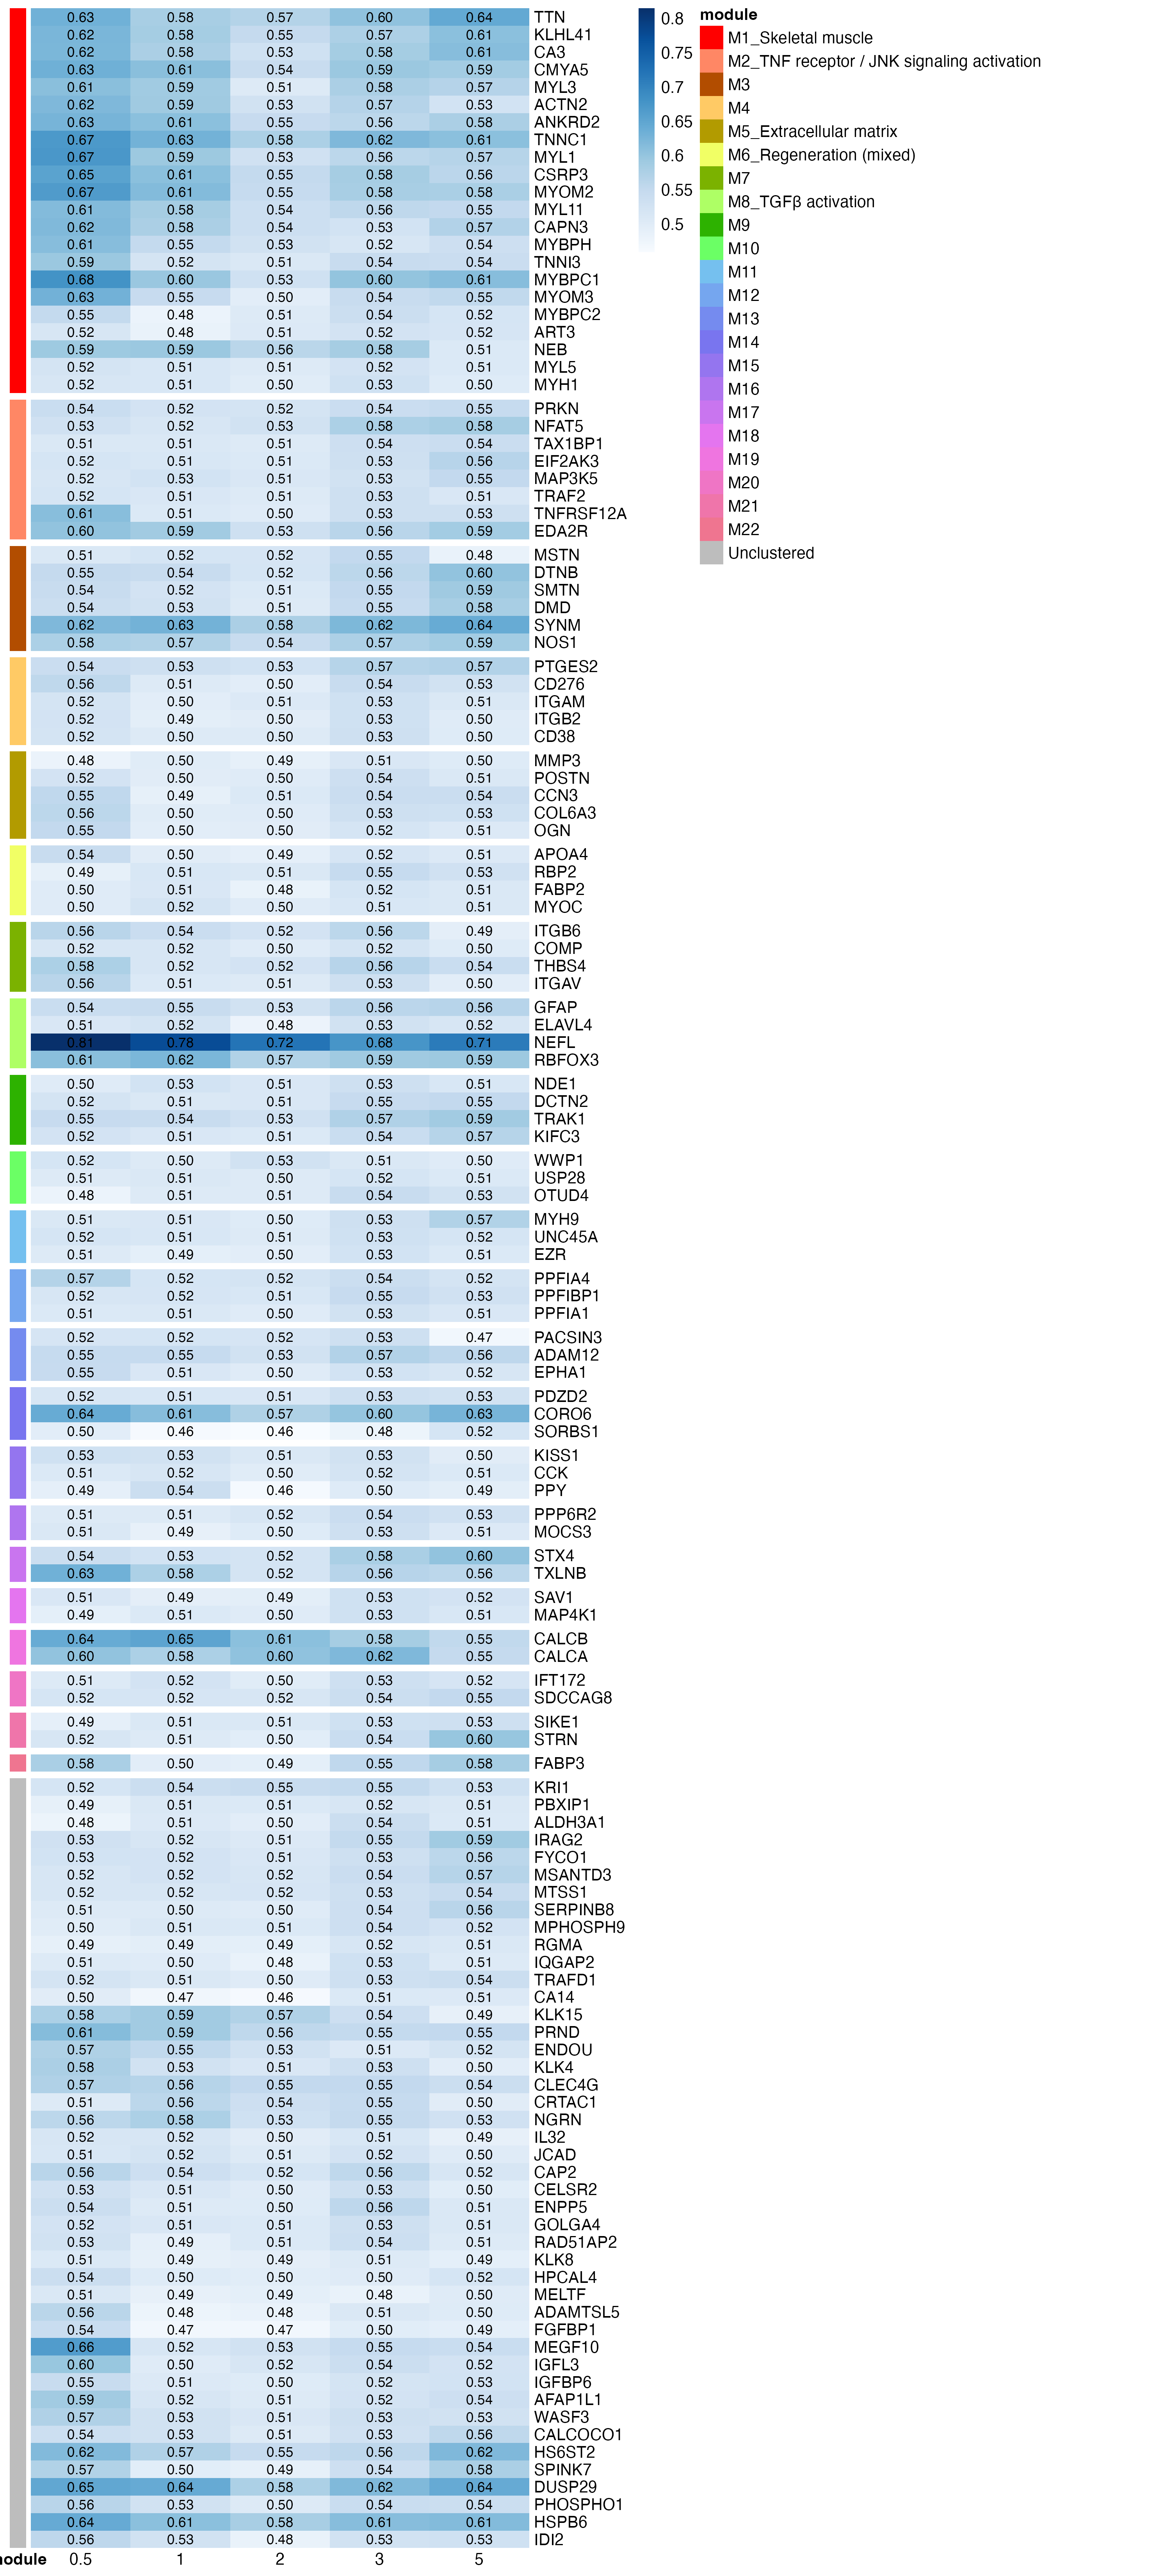 0.63 0.58 0.57 0.60 0.64 TTN
0.62 0.58 0.55 0.57 0.61 KLHL41
0.62 0.58 0.53 0.58 0.61 CA3
0.63 0.61 0.54 0.59 0.59 CMYA5
0.61 0.59 0.51 0.58 0.57 MYL3
0.62 0.59 0.53 0.57 0.53 ACTN2
0.63 0.61 0.55 0.56 0.58 ANKRD2
0.67 0.63 0.58 0.62 0.61 TNNC1
0.67 0.59 0.53 0.56 0.57 MYL1
0.65 0.61 0.55 0.58 0.56 CSRP3
0.67 0.61 0.55 0.58 0.58 MYOM2
0.61 0.58 0.54 0.56 0.55 MYL11
0.62 0.58 0.54 0.53 0.57 CAPN3
0.61 0.55 0.53 0.52 0.54 MYBPH
0.59 0.52 0.51 0.54 0.54 TNNI3
0.68 0.60 0.53 0.60 0.61 MYBPC1
0.63 0.55 0.50 0.54 0.55 MYOM3
0.55 0.48 0.51 0.54 0.52 MYBPC2
0.52 0.48 0.51 0.52 0.52 ART3
0.59 0.59 0.56 0.58 0.51 NEB
0.52 0.51 0.51 0.52 0.51 MYL5
0.52 0.51 0.50 0.53 0.50 MYH1
0.54 0.52 0.52 0.54 0.55 PRKN
0.53 0.52 0.53 0.58 0.58 NFAT5
0.51 0.51 0.51 0.54 0.54 TAX1BP1
0.52 0.51 0.51 0.53 0.56 EIF2AK3
0.52 0.53 0.51 0.53 0.55 MAP3K5
0.52 0.51 0.51 0.53 0.51 TRAF2
0.61 0.51 0.50 0.53 0.53 TNFRSF12A
0.60 0.59 0.53 0.56 0.59 EDA2R
0.51 0.52 0.52 0.55 0.48 MSTN
0.55 0.54 0.52 0.56 0.60 DTNB
0.54 0.52 0.51 0.55 0.59 SMTN
0.54 0.53 0.51 0.55 0.58 DMD
0.62 0.63 0.58 0.62 0.64 SYNM
0.58 0.57 0.54 0.57 0.59 NOS1
0.54 0.53 0.53 0.57 0.57 PTGES2
0.56 0.51 0.50 0.54 0.53 CD276
0.52 0.50 0.51 0.53 0.51 ITGAM
0.52 0.49 0.50 0.53 0.50 ITGB2
0.52 0.50 0.50 0.53 0.50 CD38
0.48 0.50 0.49 0.51 0.50 MMP3
0.52 0.50 0.50 0.54 0.51 POSTN
0.55 0.49 0.51 0.54 0.54 CCN3
0.56 0.50 0.50 0.53 0.53 COL6A3
0.55 0.50 0.50 0.52 0.51 OGN
0.54 0.50 0.49 0.52 0.51 APOA4
0.49 0.51 0.51 0.55 0.53 RBP2
0.50 0.51 0.48 0.52 0.51 FABP2
0.50 0.52 0.50 0.51 0.51 MYOC
0.56 0.54 0.52 0.56 0.49 ITGB6
0.52 0.52 0.50 0.52 0.50 COMP
0.58 0.52 0.52 0.56 0.54 THBS4
0.56 0.51 0.51 0.53 0.50 ITGAV
0.54 0.55 0.53 0.56 0.56 GFAP
0.51 0.52 0.48 0.53 0.52 ELAVL4
0.81 0.78 0.72 0.68 0.71 NEFL
0.61 0.62 0.57 0.59 0.59 RBFOX3
0.50 0.53 0.51 0.53 0.51 NDE1
0.52 0.51 0.51 0.55 0.55 DCTN2
0.55 0.54 0.53 0.57 0.59 TRAK1
0.52 0.51 0.51 0.54 0.57 KIFC3
0.52 0.50 0.53 0.51 0.50 WWP1
0.51 0.51 0.50 0.52 0.51 USP28
0.48 0.51 0.51 0.54 0.53 OTUD4
0.51 0.51 0.50 0.53 0.57 MYH9
0.52 0.51 0.51 0.53 0.52 UNC45A
0.51 0.49 0.50 0.53 0.51 EZR
0.57 0.52 0.52 0.54 0.52 PPFIA4
0.52 0.52 0.51 0.55 0.53 PPFIBP1
0.51 0.51 0.50 0.53 0.51 PPFIA1
0.52 0.52 0.52 0.53 0.47 PACSIN3
0.55 0.55 0.53 0.57 0.56 ADAM12
0.55 0.51 0.50 0.53 0.52 EPHA1
0.52 0.51 0.51 0.53 0.53 PDZD2
0.64 0.61 0.57 0.60 0.63 CORO6
0.50 0.46 0.46 0.48 0.52 SORBS1
0.53 0.53 0.51 0.53 0.50 KISS1
0.51 0.52 0.50 0.52 0.51 CCK
0.49 0.54 0.46 0.50 0.49 PPY
0.51 0.51 0.52 0.54 0.53 PPP6R2
0.51 0.49 0.50 0.53 0.51 MOCS3
0.54 0.53 0.52 0.58 0.60 STX4
0.63 0.58 0.52 0.56 0.56 TXLNB
0.51 0.49 0.49 0.53 0.52 SAV1
0.49 0.51 0.50 0.53 0.51 MAP4K1
0.64 0.65 0.61 0.58 0.55 CALCB
0.60 0.58 0.60 0.62 0.55 CALCA
0.51 0.52 0.50 0.53 0.52 IFT172
0.52 0.52 0.52 0.54 0.55 SDCCAG8
0.49 0.51 0.51 0.53 0.53 SIKE1
0.52 0.51 0.50 0.54 0.60 STRN
0.58 0.50 0.49 0.55 0.58 FABP3
0.52 0.54 0.55 0.55 0.53 KRI1
0.49 0.51 0.51 0.52 0.51 PBXIP1
0.48 0.51 0.50 0.54 0.51 ALDH3A1
0.53 0.52 0.51 0.55 0.59 IRAG2
0.53 0.52 0.51 0.53 0.56 FYCO1
0.52 0.52 0.52 0.54 0.57 MSANTD3
0.52 0.52 0.52 0.53 0.54 MTSS1
0.51 0.50 0.50 0.54 0.56 SERPINB8
0.50 0.51 0.51 0.54 0.52 MPHOSPH9
0.49 0.49 0.49 0.52 0.51 RGMA
0.51 0.50 0.48 0.53 0.51 IQGAP2
0.52 0.51 0.50 0.53 0.54 TRAFD1
0.50 0.47 0.46 0.51 0.51 CA14
0.58 0.59 0.57 0.54 0.49 KLK15
0.61 0.59 0.56 0.55 0.55 PRND
0.57 0.55 0.53 0.51 0.52 ENDOU
0.58 0.53 0.51 0.53 0.50 KLK4
0.57 0.56 0.55 0.55 0.54 CLEC4G
0.51 0.56 0.54 0.55 0.50 CRTAC1
0.56 0.58 0.53 0.55 0.53 NGRN
0.52 0.52 0.50 0.51 0.49 IL32
0.51 0.52 0.51 0.52 0.50 JCAD
0.56 0.54 0.52 0.56 0.52 CAP2
0.53 0.51 0.50 0.53 0.50 CELSR2
0.54 0.51 0.50 0.56 0.51 ENPP5
0.52 0.51 0.51 0.53 0.51 GOLGA4
0.53 0.49 0.51 0.54 0.51 RAD51AP2
0.51 0.49 0.49 0.51 0.49 KLK8
0.54 0.50 0.50 0.50 0.52 HPCAL4
0.51 0.49 0.49 0.48 0.50 MELTF
0.56 0.48 0.48 0.51 0.50 ADAMTSL5
0.54 0.47 0.47 0.50 0.49 FGFBP1
0.66 0.52 0.53 0.55 0.54 MEGF10
0.60 0.50 0.52 0.54 0.52 IGFL3
0.55 0.51 0.50 0.52 0.53 IGFBP6
0.59 0.52 0.51 0.52 0.54 AFAP1L1
0.57 0.53 0.51 0.53 0.53 WASF3
0.54 0.53 0.51 0.53 0.56 CALCOCO1
0.62 0.57 0.55 0.56 0.62 HS6ST2
0.57 0.50 0.49 0.54 0.58 SPINK7
0.65 0.64 0.58 0.62 0.64 DUSP29
0.56 0.53 0.50 0.54 0.54 PHOSPHO1
0.64 0.61 0.58 0.61 0.61 HSPB6
0.56 0.53 0.48 0.53 0.53 IDI2
nodule 0.5 1 2 3 5
0.8
0.75
0.7
0.65
0.6
0.55
0.5
module
M1_Skeletal muscle
M2_TNF receptor / JNK signaling activation
M3
M4
M5_Extracellular matrix
M6_Regeneration (mixed)
M7
M8_TGFβ activation
M9
M10
M11
M12
M13
M14
M15
M16
M17
M18
M19
M20
M21
M22
Unclustered